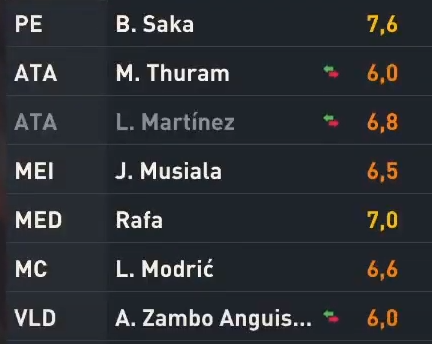 PE B. Saka 7,6
ATA M. Thuram 6,0
ATA L. Martínez 6,8
MEI J. Musiala 6,5
MED Rafa 7,0
MC L. Modrić 6,6
VLD A. Zambo Anguis... 6,0